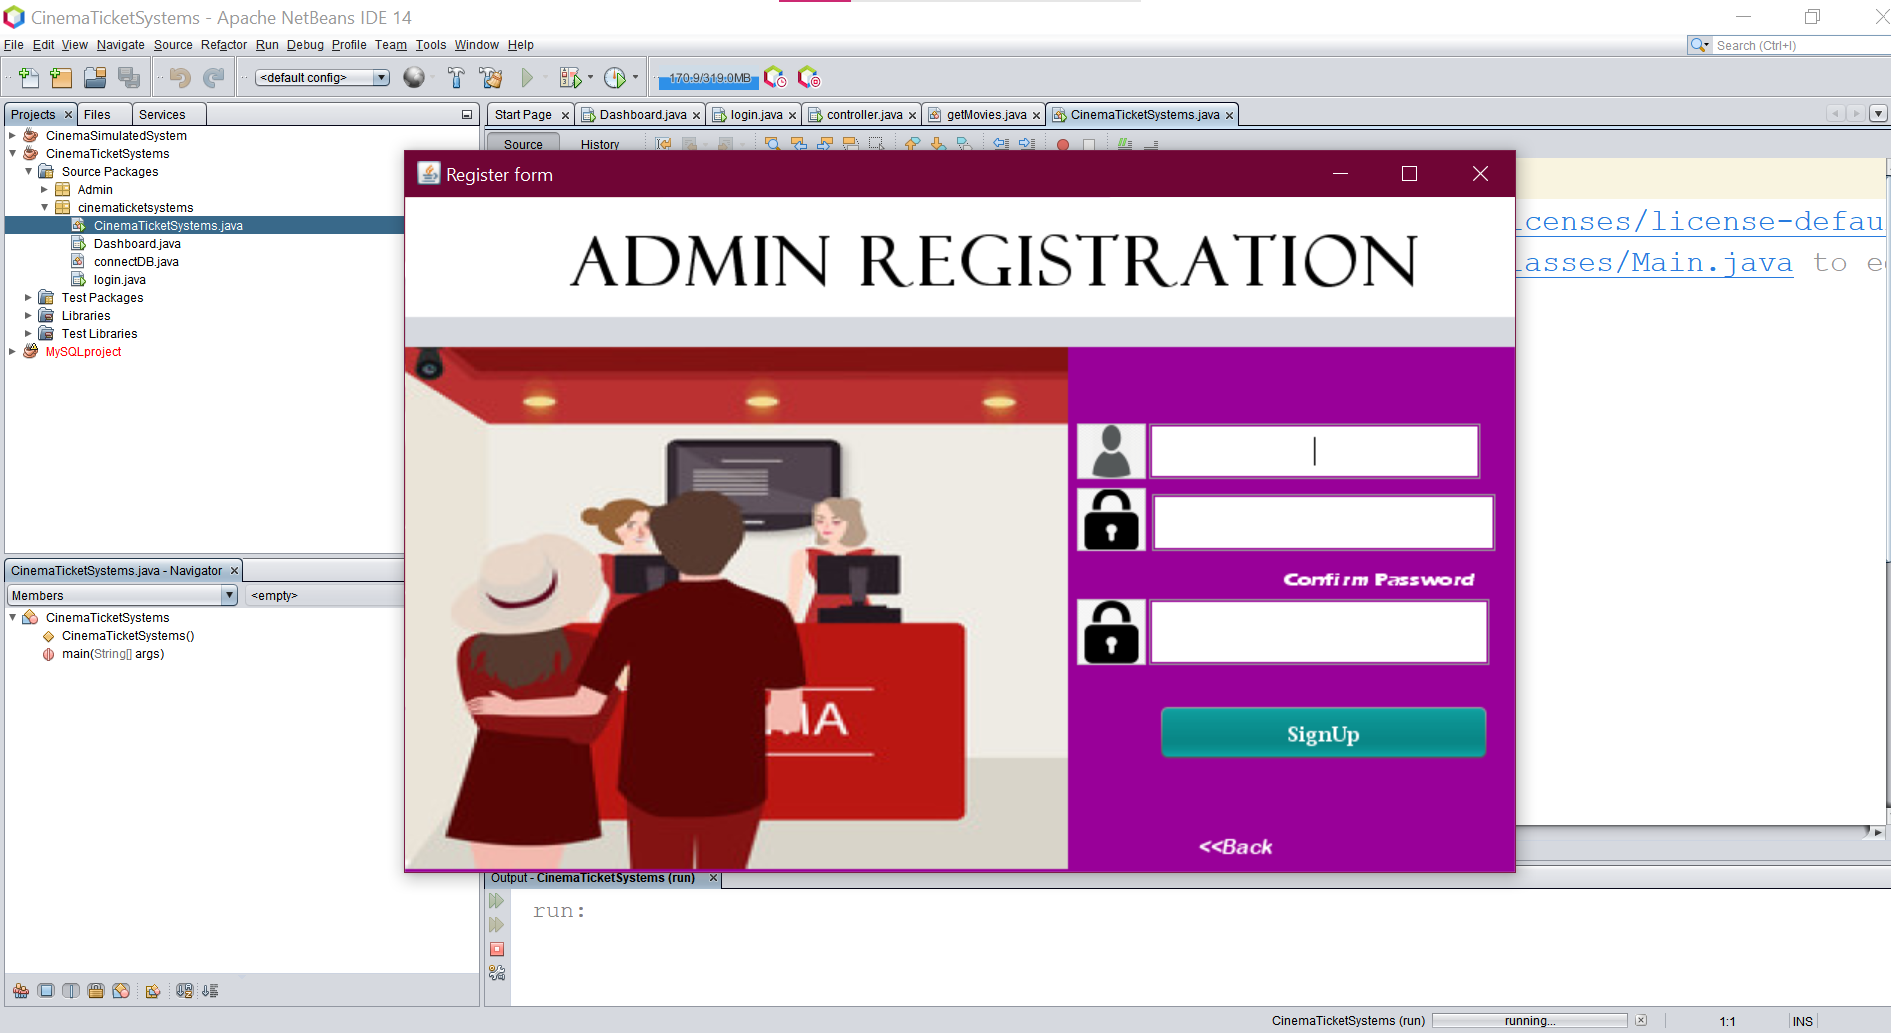 CinemaTicketSystems - Apache NetBeans IDE 14
File Edit View Navigate Source Refactor Run Debug Profile Team Tools Window Help
Search (Ctrl+I)
<default config>
170.9/319.0MB
Projects Files Services
Start Page Dashboard.java login.java controller.java getMovies.java CinemaTicketSystems.java
Source History
CinemaSimulatedSystem
CinemaTicketSystems
Source Packages
Admin
cinematicketsystems
CinemaTicketSystems.java
Dashboard.java
connectDB.java
login.java
Test Packages
Libraries
Test Libraries
MySQLproject
Register form
icenses/license-defau
lasses/Main.java to e
ADMIN REGISTRATION
MA
Confirm Password
SignUp
<<Back
CinemaTicketSystems.java - Navigator
Members <empty>
CinemaTicketSystems
CinemaTicketSystems()
main(String[] args)
Output - CinemaTicketSystems (run)
run:
CinemaTicketSystems (run) running... 1:1 INS